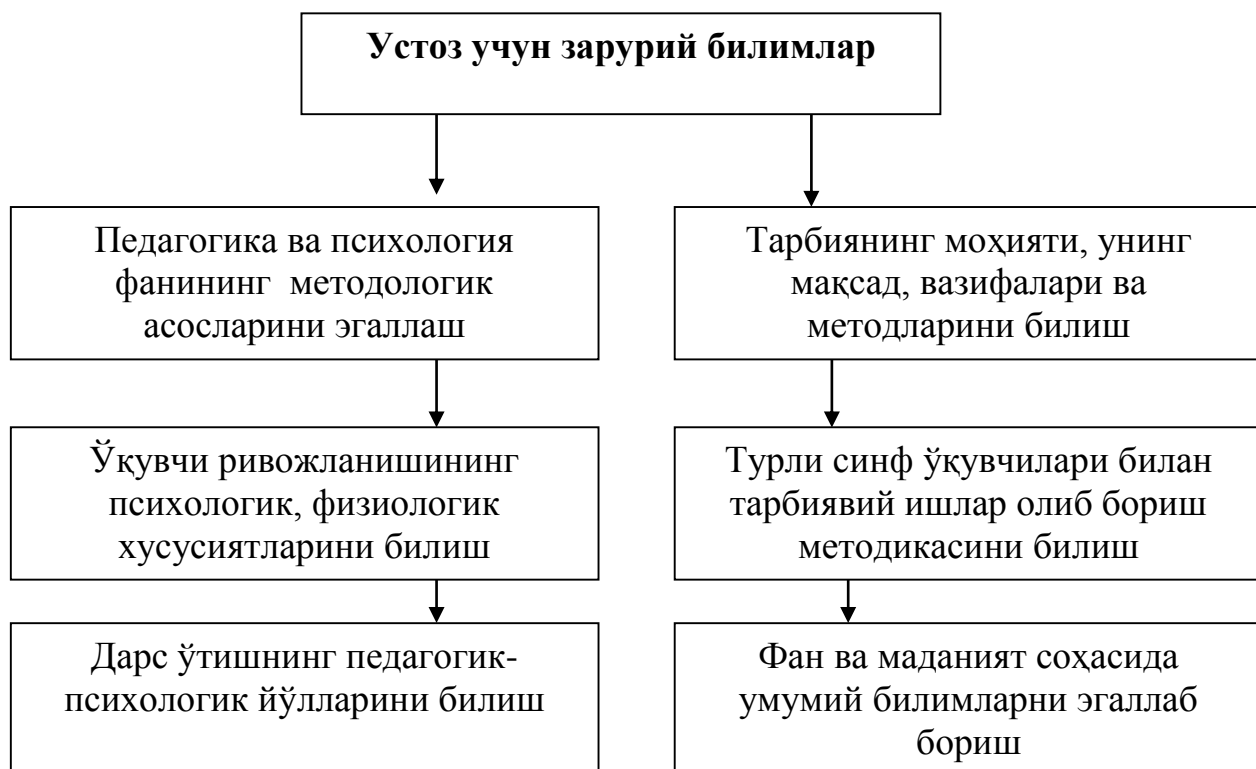 Устоз учун зарурий билимлар
Педагогика ва психология
фанининг методологик
асосларини эгаллаш
Тарбиянинг моҳияти, унинг
мақсад, вазифалари ва
методларини билиш
Ўқувчи ривожланишининг
психологик, физиологик
хусусиятларини билиш
Турли синф ўқувчилари билан
тарбиявий ишлар олиб бориш
методикасини билиш
Дарс ўтишнинг педагогик-
психологик йўлларини билиш
Фан ва маданият соҳасида
умумий билимларни эгаллаб
бориш